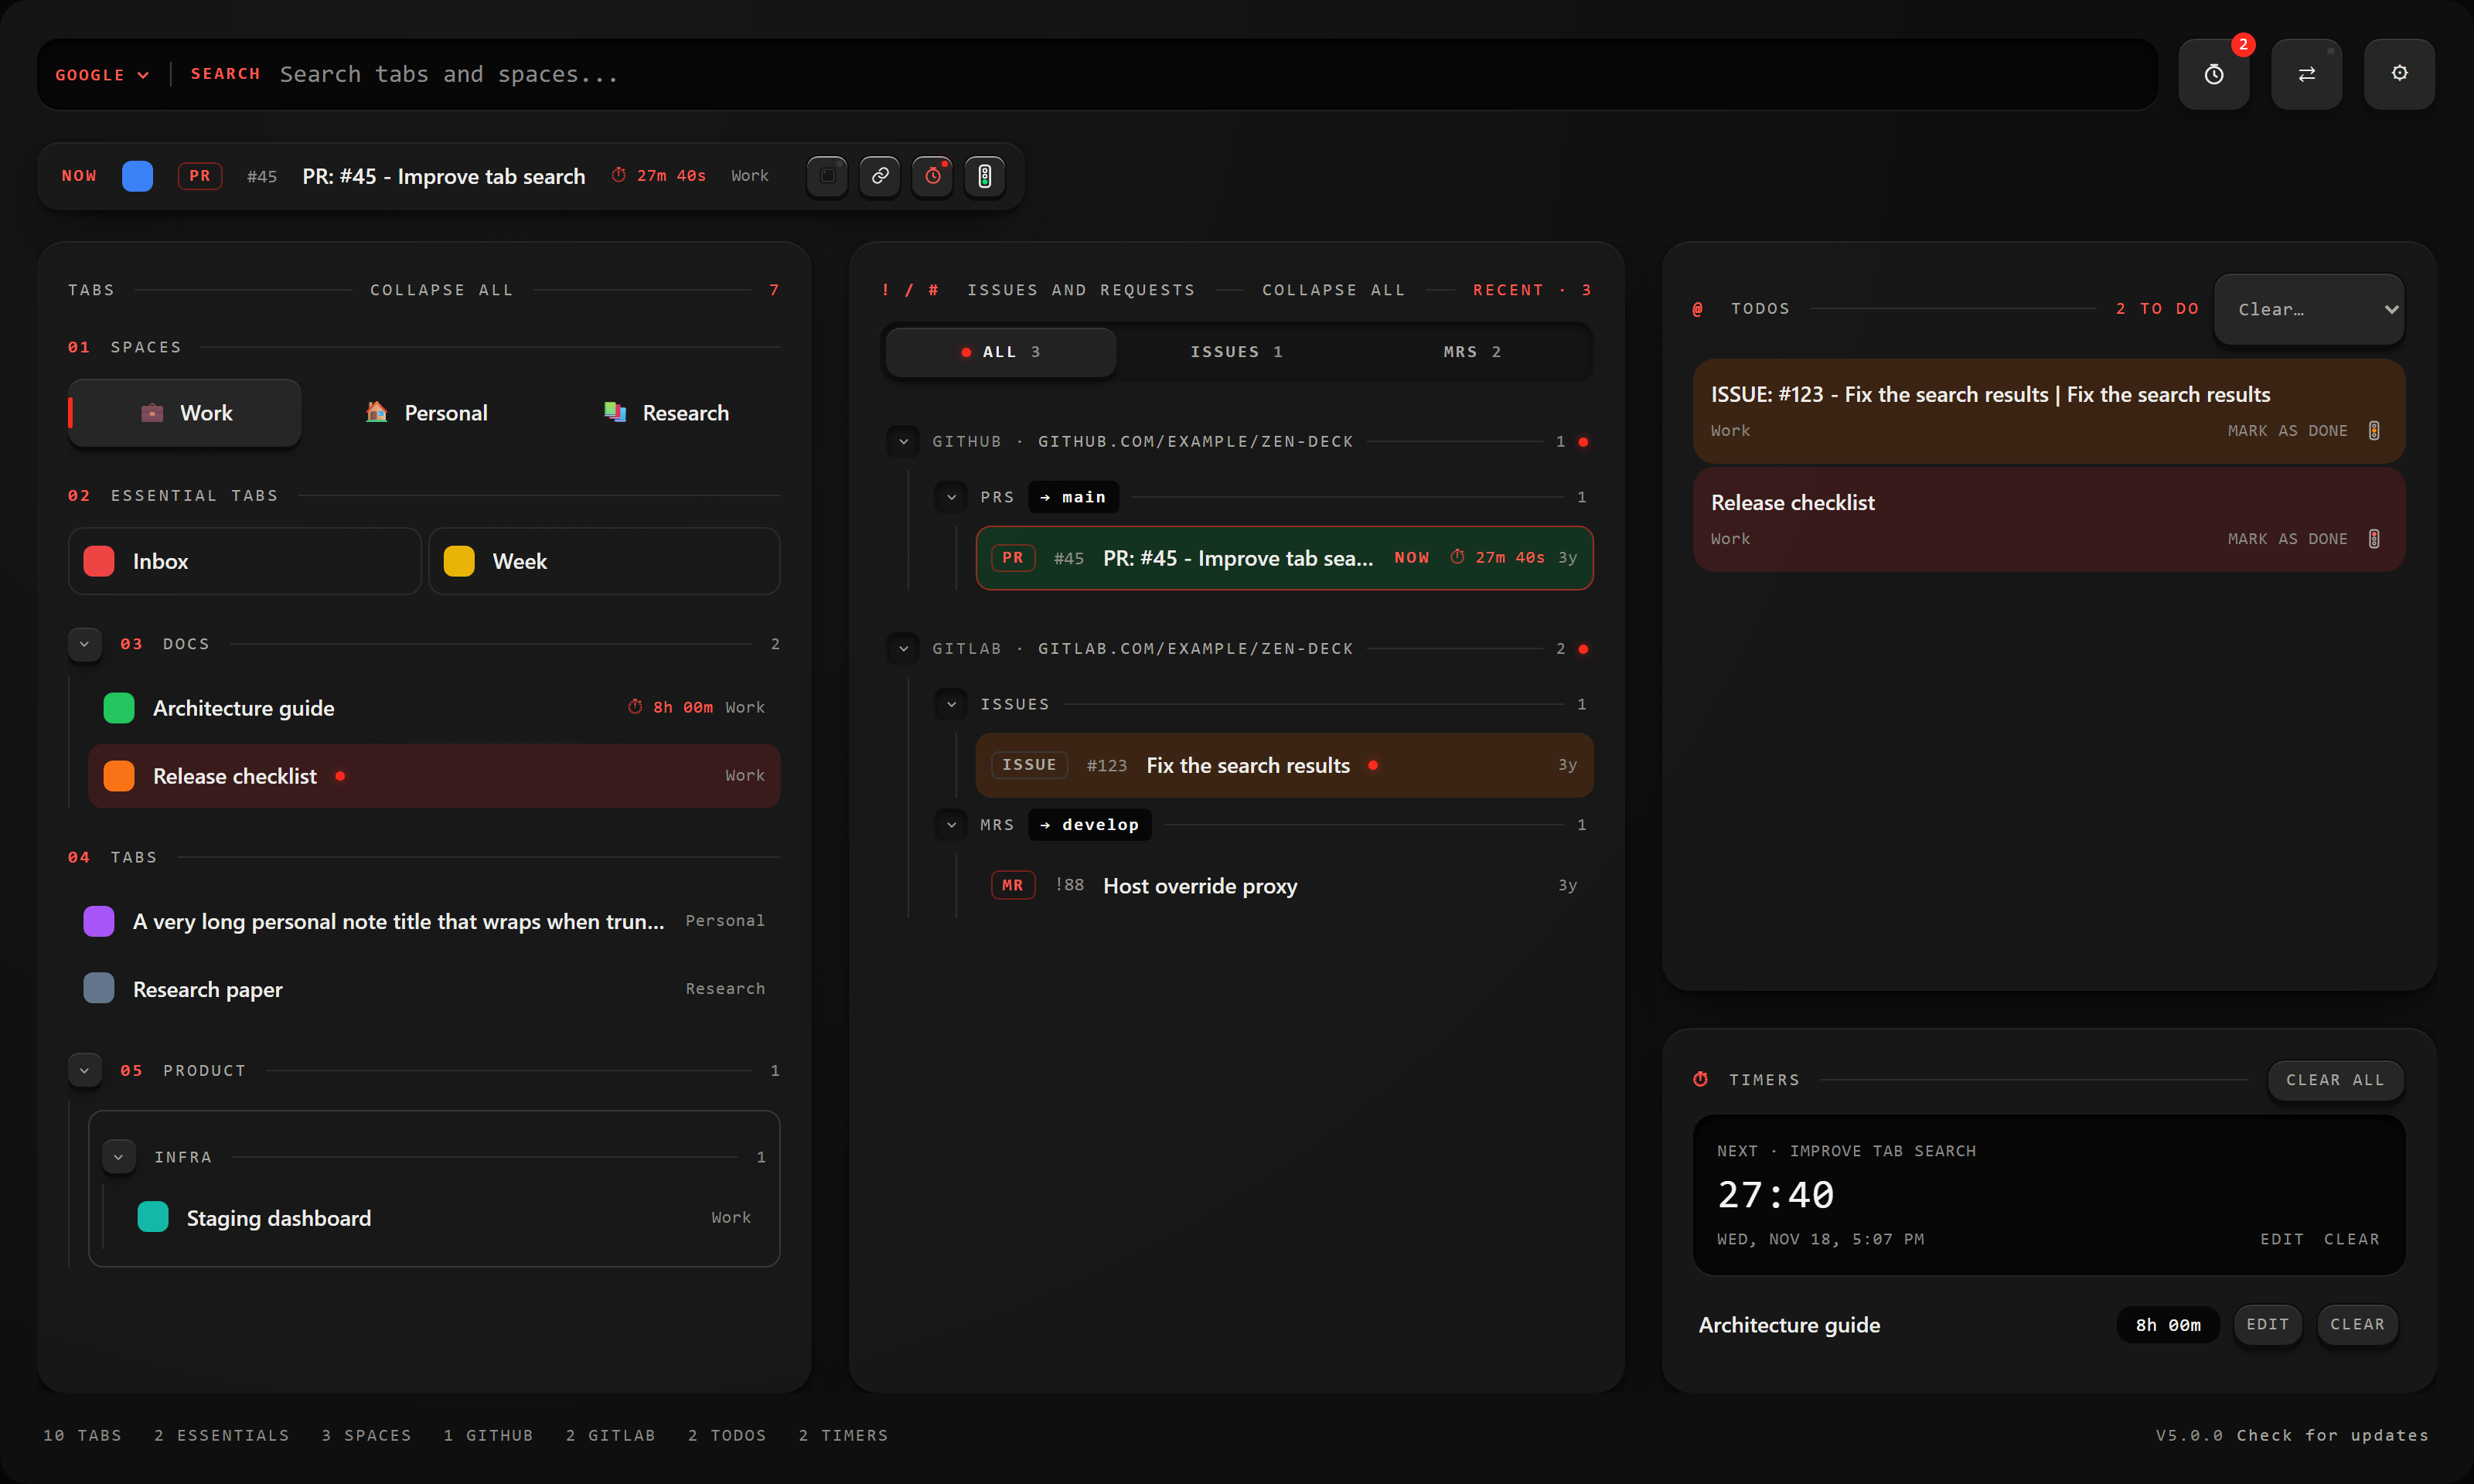 GOOGLE SEARCH Search tabs and spaces... 2
NOW PR #45 PR: #45 - Improve tab search 27m 40s Work
TABS COLLAPSE ALL 7
01 SPACES
Work Personal Research
02 ESSENTIAL TABS
Inbox Week
03 DOCS 2
Architecture guide 8h 00m Work
Release checklist Work
04 TABS
A very long personal note title that wraps when trun... Personal
Research paper Research
05 PRODUCT 1
INFRA 1
Staging dashboard Work
! / # ISSUES AND REQUESTS COLLAPSE ALL RECENT · 3
ALL 3 ISSUES 1 MRS 2
GITHUB · GITHUB.COM/EXAMPLE/ZEN-DECK 1
PRS → main 1
PR #45 PR: #45 - Improve tab sea... NOW 27m 40s 3y
GITLAB · GITLAB.COM/EXAMPLE/ZEN-DECK 2
ISSUES 1
ISSUE #123 Fix the search results 3y
MRS → develop 1
MR !88 Host override proxy 3y
@ TODOS 2 TO DO Clear…
ISSUE: #123 - Fix the search results | Fix the search results
Work MARK AS DONE
Release checklist
Work MARK AS DONE
TIMERS CLEAR ALL
NEXT · IMPROVE TAB SEARCH
27:40
WED, NOV 18, 5:07 PM EDIT CLEAR
Architecture guide 8h 00m EDIT CLEAR
10 TABS 2 ESSENTIALS 3 SPACES 1 GITHUB 2 GITLAB 2 TODOS 2 TIMERS V5.0.0 Check for updates